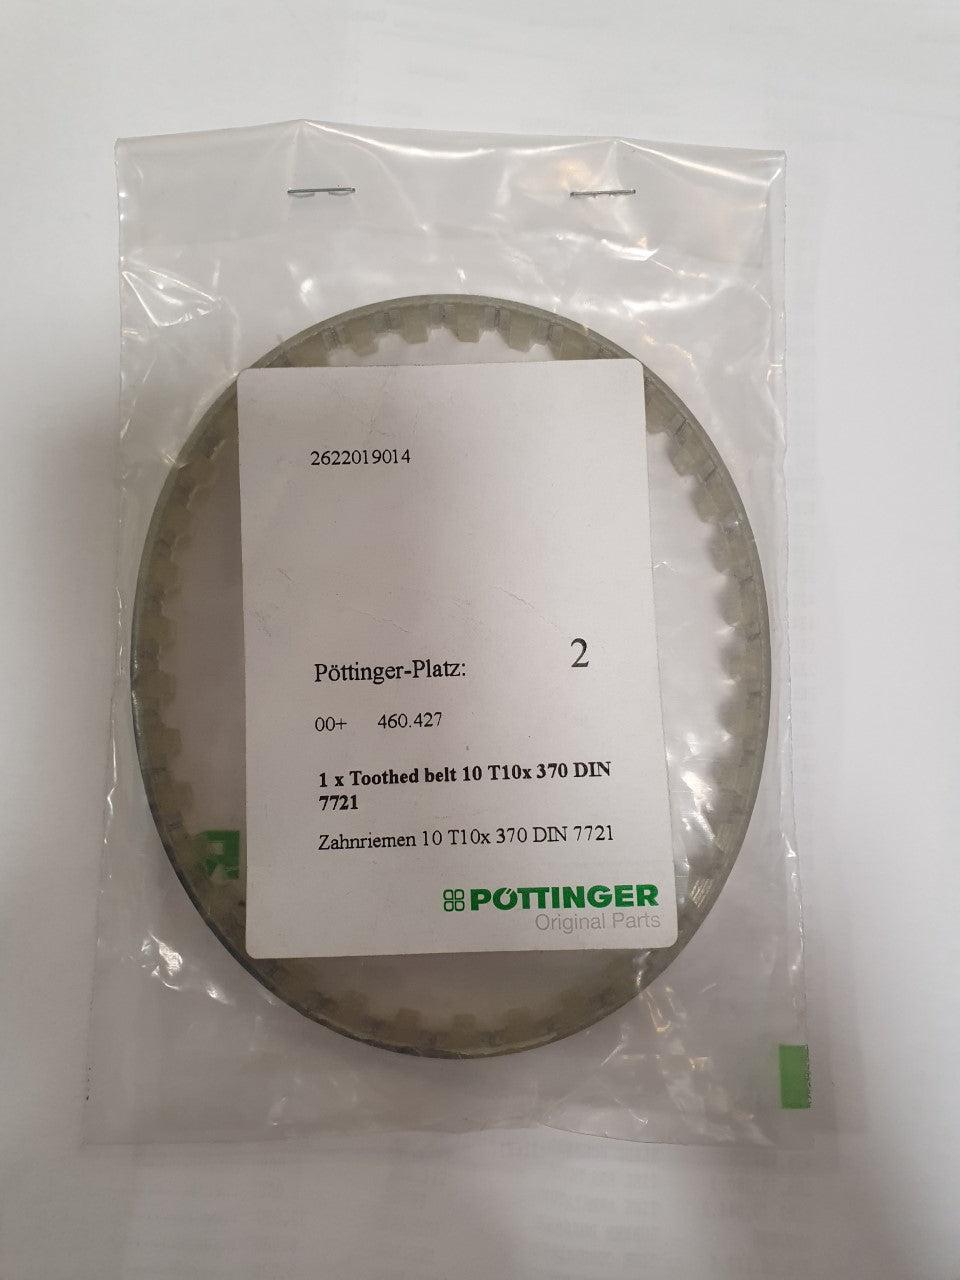 2622019014
Pöttinger-Platz: 2
00+ 460.427
1 x Toothed belt 10 T10x 370 DIN
7721
Zahnriemen 10 T10x 370 DIN 7721
PÖTTINGER
Original Parts